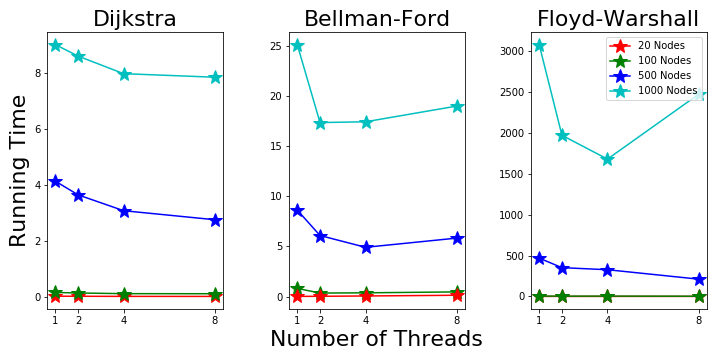 Dijkstra
Bellman-Ford
Floyd-Warshall
Running Time
8
6
4
2
0
25
20
15
10
5
0
3000
2500
2000
1500
1000
500
0
20 Nodes
100 Nodes
500 Nodes
1000 Nodes
1 2 4 8
1 2 4 8
1 2 4 8
Number of Threads